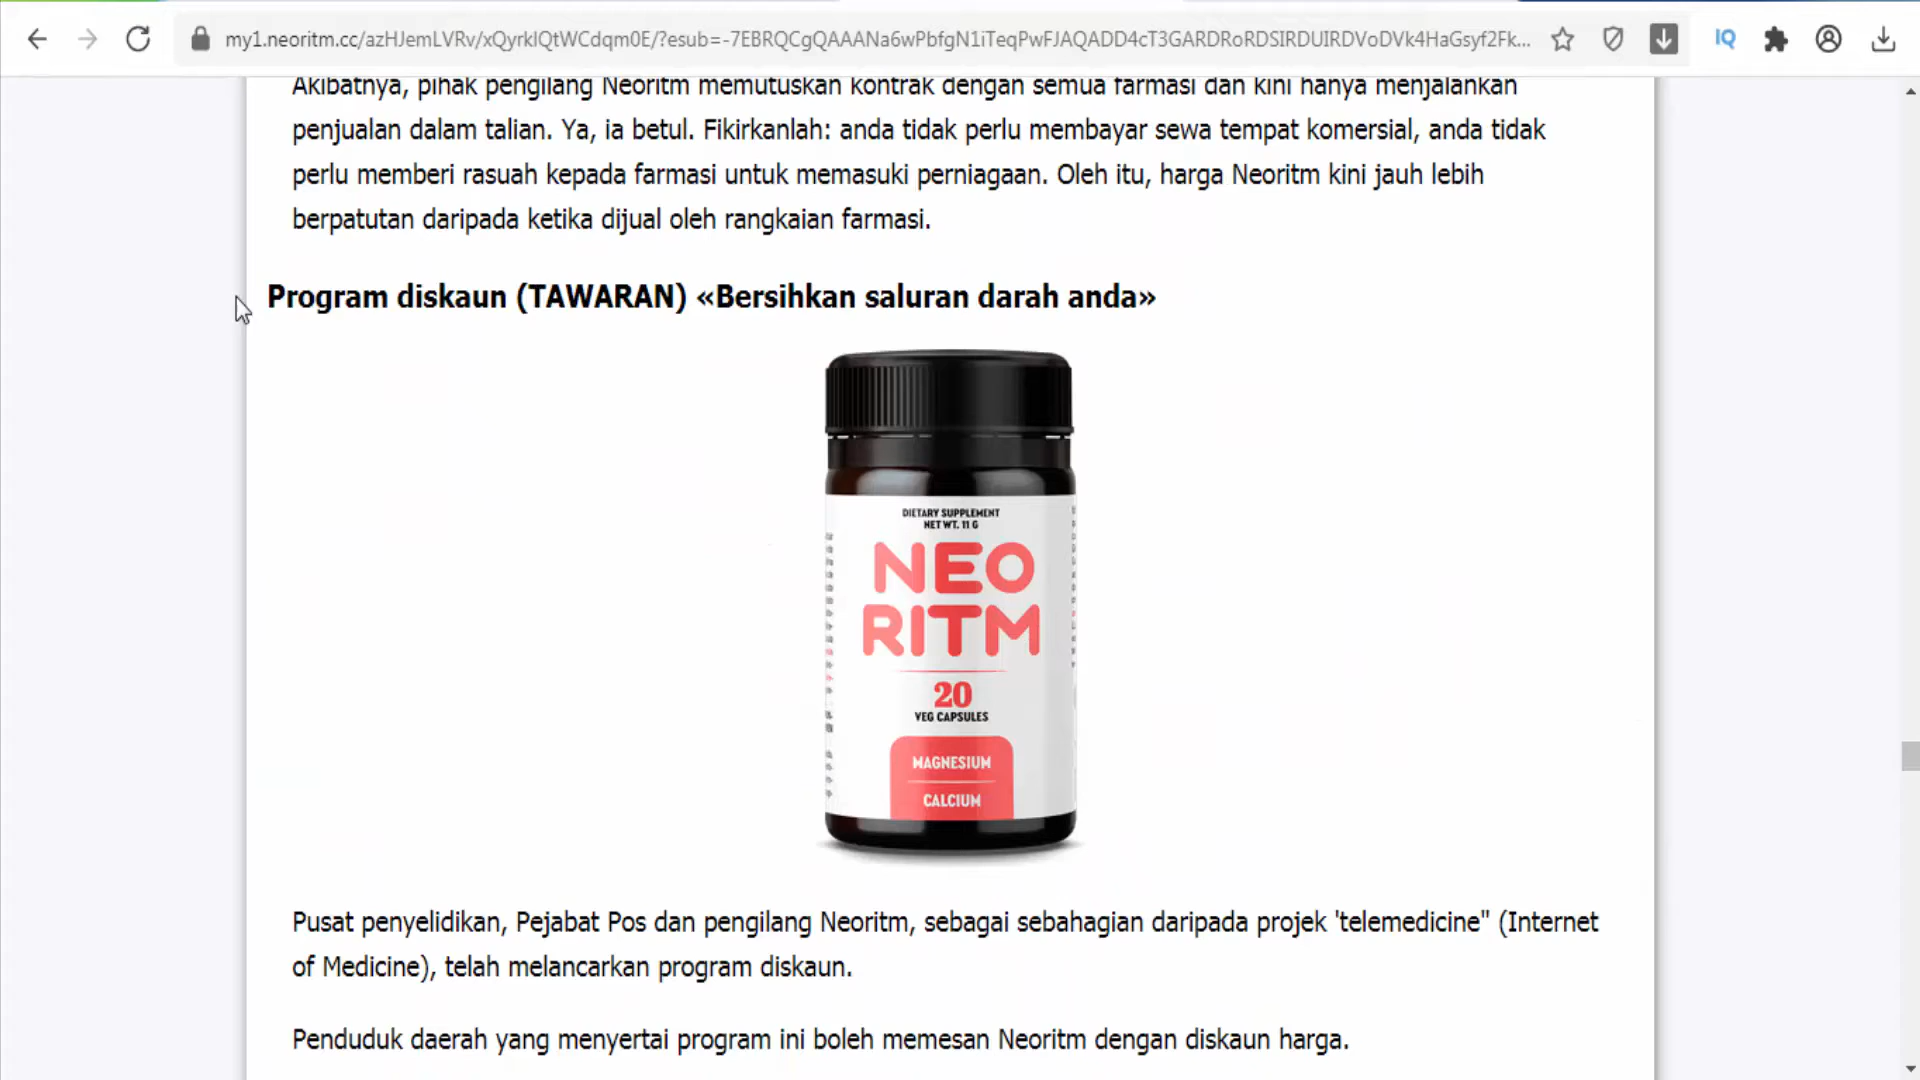 my1.neoritm.cc/azHJemLVRv/xQyrklQtWCdqm0E/?esub=-7EBRQCgQAAANa6wPbfgN1iTeqPwFJAQADD4cT3GARDRoRDSIRDUIRDVoDVk4HaGsyf2Fk...
IQ
Akibatnya, pihak pengilang Neoritm memutuskan kontrak dengan semua farmasi dan kini hanya menjalankan
penjualan dalam talian. Ya, ia betul. Fikirkanlah: anda tidak perlu membayar sewa tempat komersial, anda tidak
perlu memberi rasuah kepada farmasi untuk memasuki perniagaan. Oleh itu, harga Neoritm kini jauh lebih
berpatutan daripada ketika dijual oleh rangkaian farmasi.
Program diskaun (TAWARAN) «Bersihkan saluran darah anda»
DIETARY SUPPLEMENT
NET WT. 11 G
NEO
RITM
20
VEG CAPSULES
MAGNESIUM
CALCIUM
Pusat penyelidikan, Pejabat Pos dan pengilang Neoritm, sebagai sebahagian daripada projek 'telemedicine" (Internet
of Medicine), telah melancarkan program diskaun.
Penduduk daerah yang menyertai program ini boleh memesan Neoritm dengan diskaun harga.